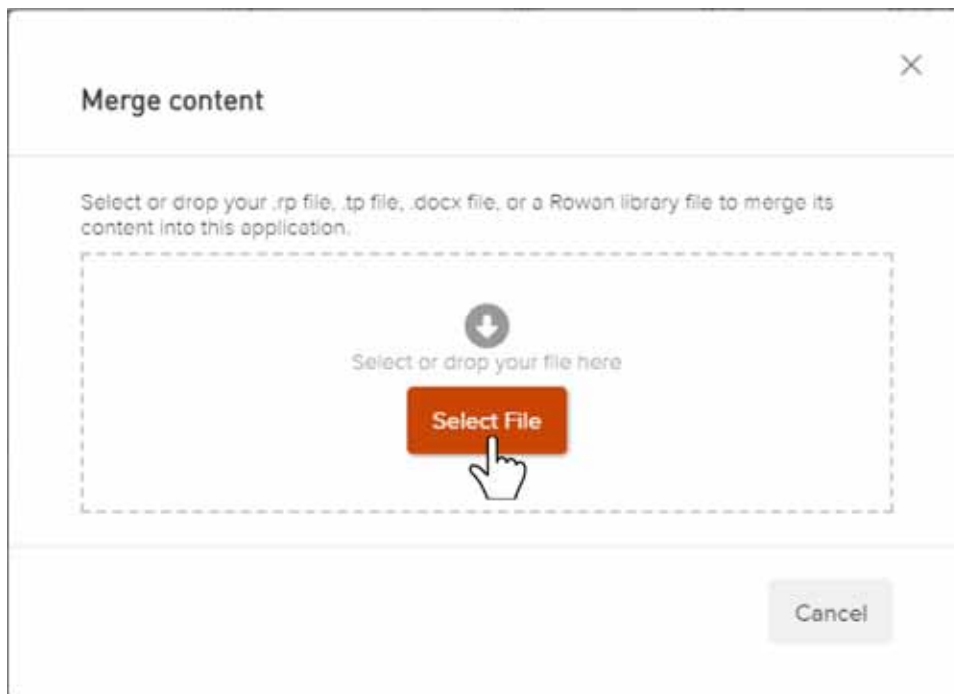 Merge content
Select or drop your .rp file, .tp file, .docx file, or a Rowan library file to merge its
content into this application.
Select or drop your file here
Select File
Cancel